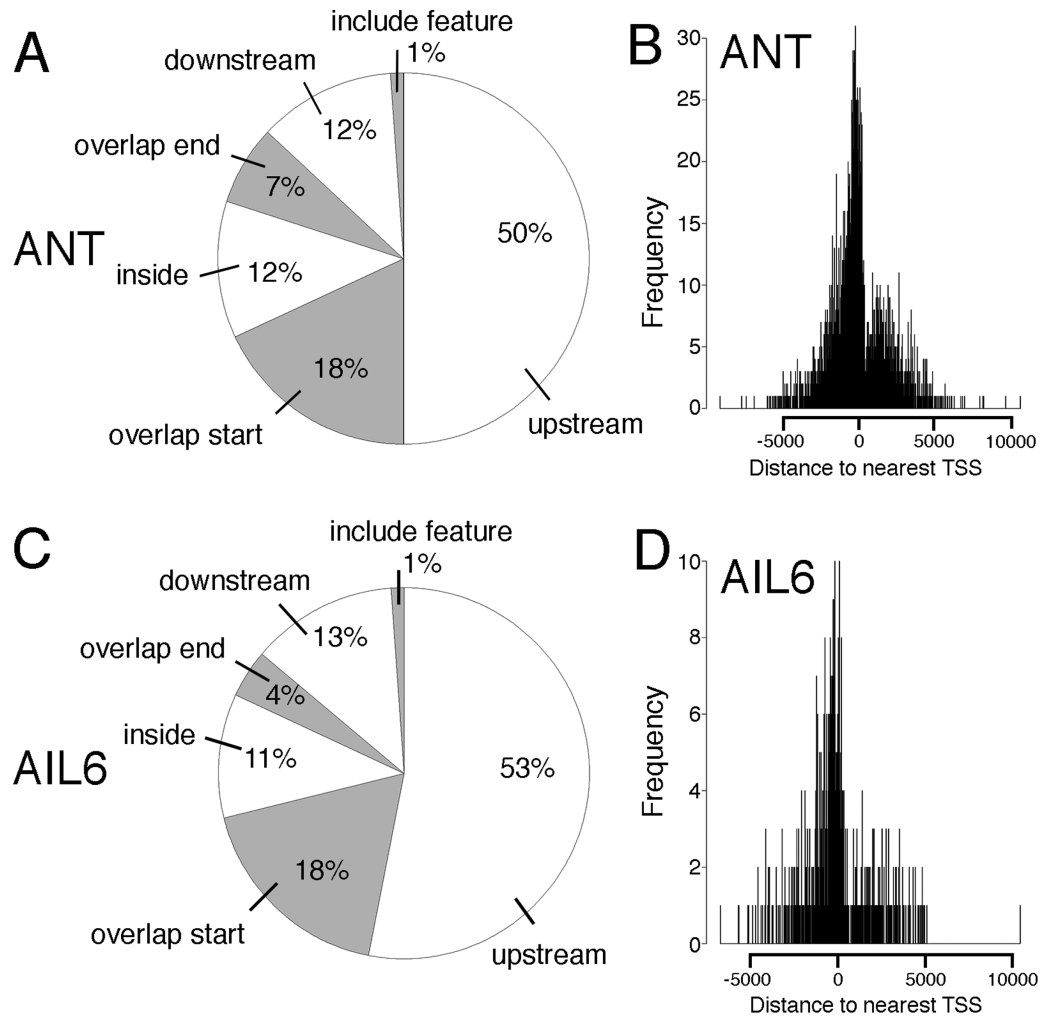 A
include feature
1%
downstream
12%
overlap end
7%
ANT
inside
12%
50%
18%
overlap start
upstream
B
ANT
Frequency
30
25
20
15
10
5
0
-5000 0 5000 10000
Distance to nearest TSS
C
include feature
1%
downstream
13%
overlap end
4%
inside
11%
AIL6
53%
18%
overlap start
upstream
D
AIL6
Frequency
10
8
6
4
2
0
-5000 0 5000 10000
Distance to nearest TSS